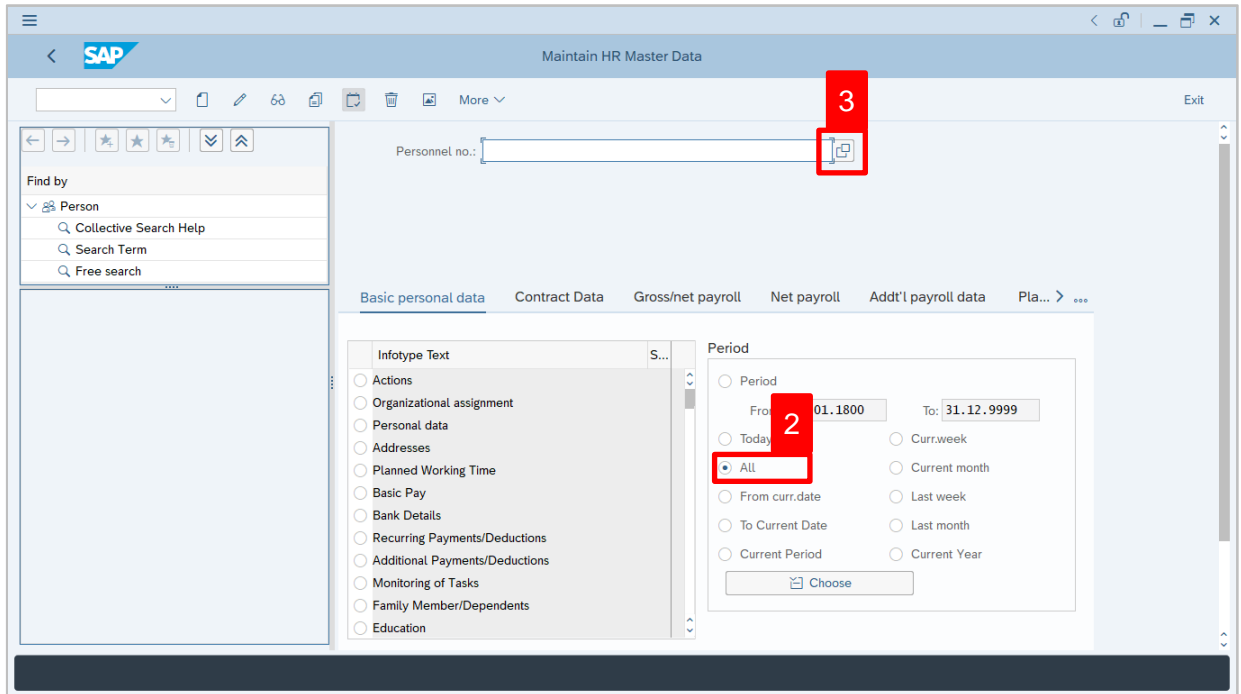 SAP
Maintain HR Master Data
More
Exit
3
Personnel no.:
Find by
Person
Collective Search Help
Search Term
Free search
Basic personal data
Contract Data
Gross/net payroll
Net payroll
Addt'l payroll data
Pla...
Infotype Text
S...
Actions
Organizational assignment
Personal data
Addresses
Planned Working Time
Basic Pay
Bank Details
Recurring Payments/Deductions
Additional Payments/Deductions
Monitoring of Tasks
Family Member/Dependents
Education
Period
Period
01.1800
To: 31.12.9999
2
Today
Curr.week
All
Current month
From curr.date
Last week
To Current Date
Last month
Current Period
Current Year
Choose